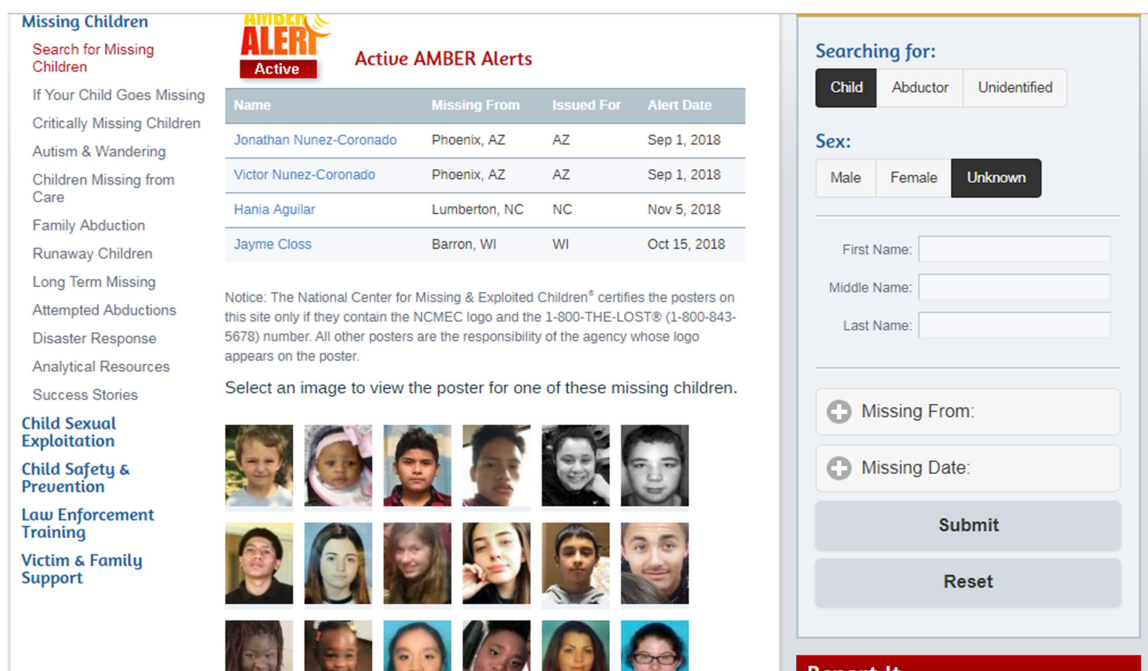 Missing Children
Search for Missing
Children
If Your Child Goes Missing
Critically Missing Children
Autism & Wandering
Children Missing from
Care
Family Abduction
Runaway Children
Long Term Missing
Attempted Abductions
Disaster Response
Analytical Resources
Success Stories
Child Sexual
Exploitation
Child Safety &
Prevention
Law Enforcement
Training
Victim & Family
Support
AMBER
ALERT
Active
Active AMBER Alerts
Name Missing From Issued For Alert Date
Jonathan Nunez-Coronado Phoenix, AZ AZ Sep 1, 2018
Victor Nunez-Coronado Phoenix, AZ AZ Sep 1, 2018
Hania Aguilar Lumberton, NC NC Nov 5, 2018
Jayme Closs Barron, WI WI Oct 15, 2018
Notice: The National Center for Missing & Exploited Children® certifies the posters on
this site only if they contain the NCMEC logo and the 1-800-THE-LOST® (1-800-843-
5678) number. All other posters are the responsibility of the agency whose logo
appears on the poster.
Select an image to view the poster for one of these missing children.
Searching for:
Child Abductor Unidentified
Sex:
Male Female Unknown
First Name:
Middle Name:
Last Name:
Missing From:
Missing Date:
Submit
Reset
Report It